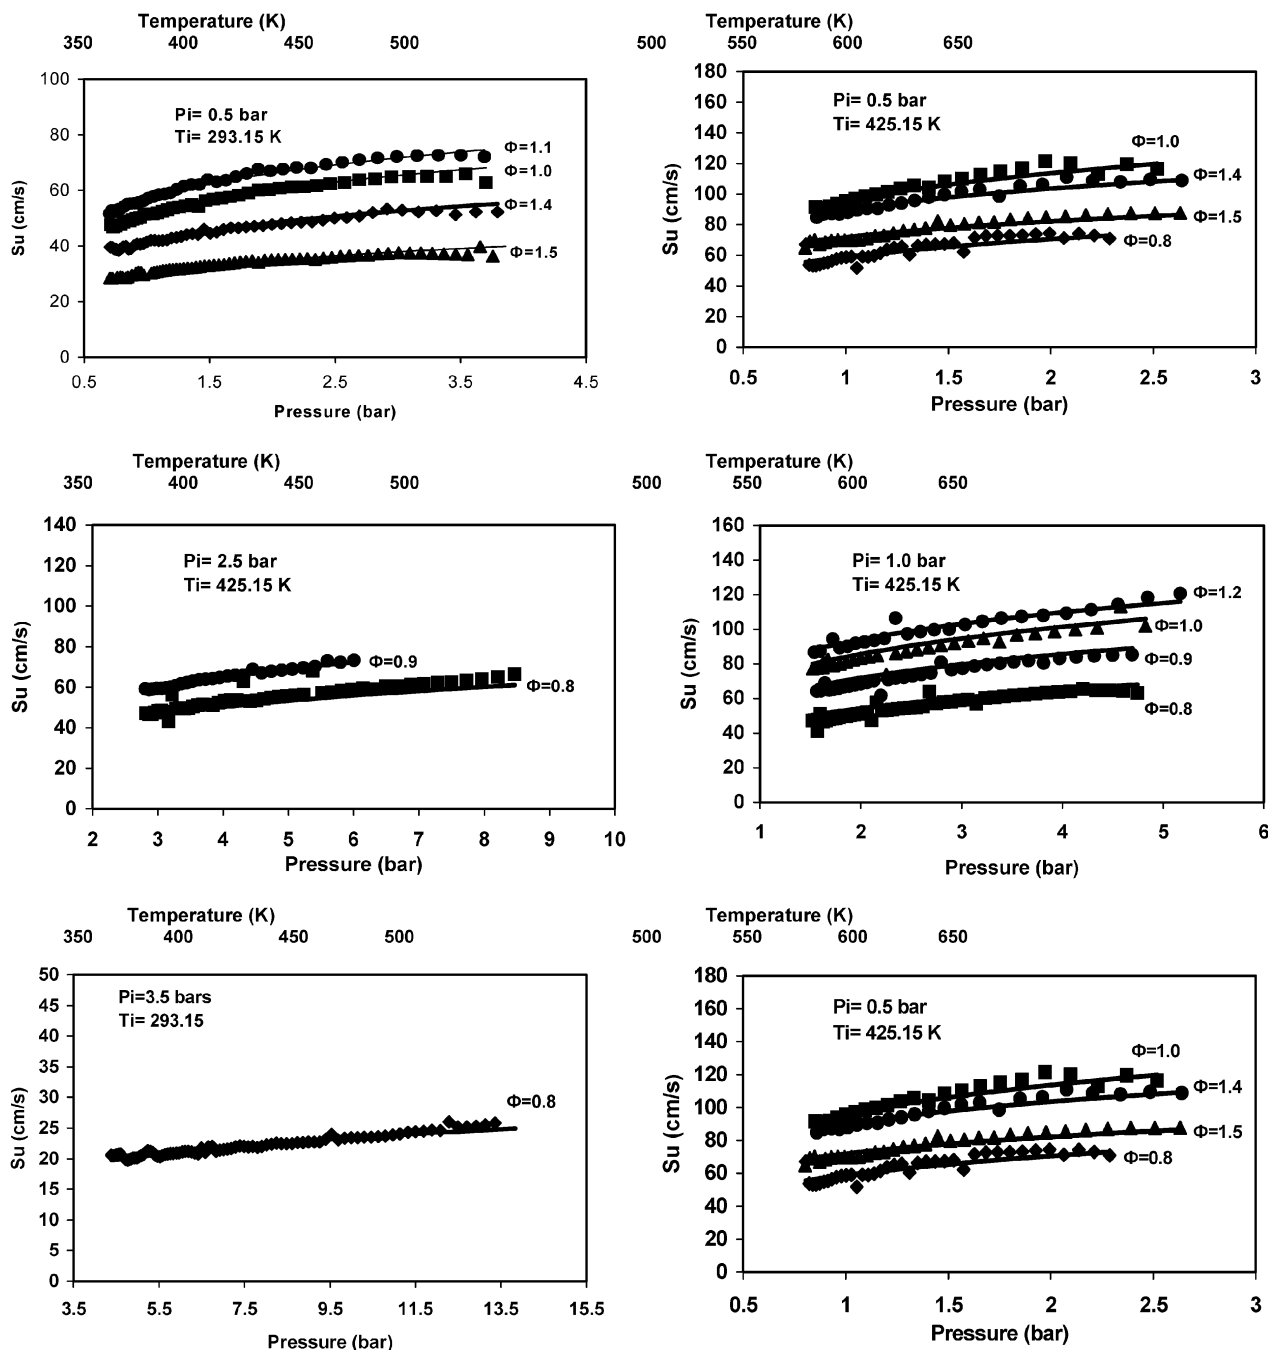 Temperature (K)
350 400 450 500
100
80
60
40
20
0
Su (cm/s)
Pi= 0.5 bar
Ti= 293.15 K
Φ=1.1
Φ=1.0
Φ=1.4
Φ=1.5
0.5 1.5 2.5 3.5 4.5
Pressure (bar)
Temperature (K)
500 550 600 650
180
160
140
120
100
80
60
40
20
0
Su (cm/s)
Pi= 0.5 bar
Ti= 425.15 K
Φ=1.0
Φ=1.4
Φ=1.5
Φ=0.8
0.5 1 1.5 2 2.5 3
Pressure (bar)
Temperature (K)
350 400 450 500
140
120
100
80
60
40
20
0
Su (cm/s)
Pi= 2.5 bar
Ti= 425.15 K
Φ=0.9
Φ=0.8
2 3 4 5 6 7 8 9 10
Pressure (bar)
Temperature (K)
500 550 600 650
160
140
120
100
80
60
40
20
0
Su (cm/s)
Pi= 1.0 bar
Ti= 425.15 K
Φ=1.2
Φ=1.0
Φ=0.9
Φ=0.8
1 2 3 4 5 6
Pressure (bar)
Temperature (K)
350 400 450 500
50
45
40
35
30
25
20
15
10
5
0
Su (cm/s)
Pi=3.5 bars
Ti= 293.15
Φ=0.8
3.5 5.5 7.5 9.5 11.5 13.5 15.5
Pressure (bar)
Temperature (K)
500 550 600 650
180
160
140
120
100
80
60
40
20
0
Su (cm/s)
Pi= 0.5 bar
Ti= 425.15 K
Φ=1.0
Φ=1.4
Φ=1.5
Φ=0.8
0.5 1 1.5 2 2.5 3
Pressure (bar)